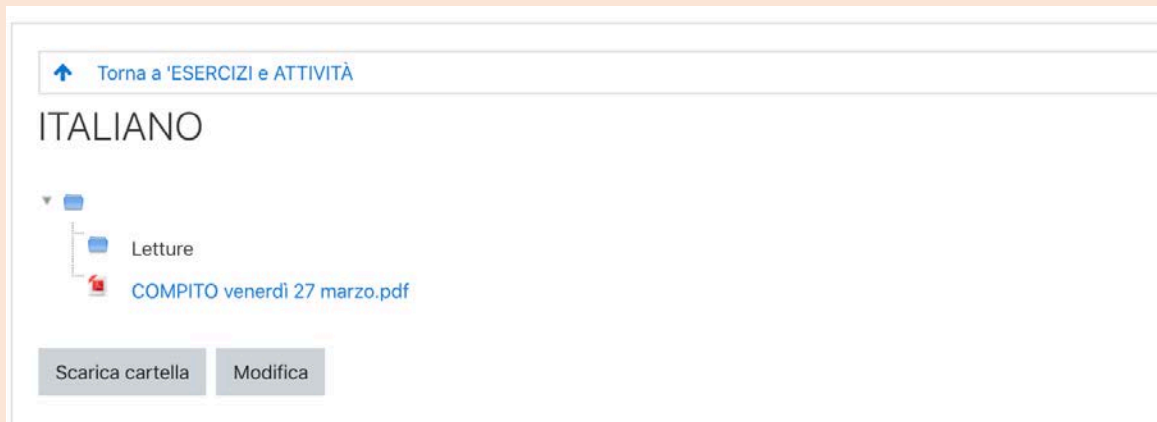 Torna a 'ESERCIZI e ATTIVITÀ
ITALIANO
Letture
COMPITO venerdì 27 marzo.pdf
Scarica cartella Modifica